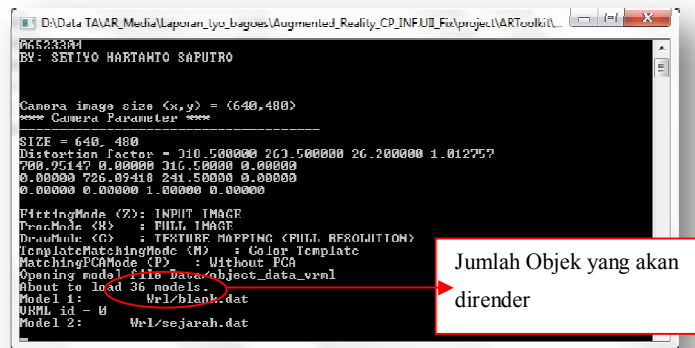 D:\Data TA\AR_Media\Laporan_tyo_bagoes\Augmented_Reality_CP_INF.UII_Fix\project\ARToolkit\...
06523304
BY: SETIYO HARTANTO SAPUTRO
Camera image size (x,y) = (640,480)
*** Camera Parameter ***
--------------------------------------
SIZE = 640, 480
Distortion factor = 318.500000 263.500000 26.200000 1.012757
700.95147 0.00000 316.50000 0.00000
0.00000 726.09418 241.50000 0.00000
0.00000 0.00000 1.00000 0.00000
--------------------------------------
FittingMode (Z): INPUT IMAGE
ProcMode (X) : FULL IMAGE
DrawMode (C) : TEXTURE MAPPING (FULL RESOLUTION)
TemplateMatchingMode (M) : Color Template
MatchingPCAMode (P) : Without PCA
Opening model file Data/object_data_vrml
About to load 36 models.
Model 1: Wrl/blank.dat
VRML id - 0
Model 2: Wrl/sejarah.dat
Jumlah Objek yang akan
dirender